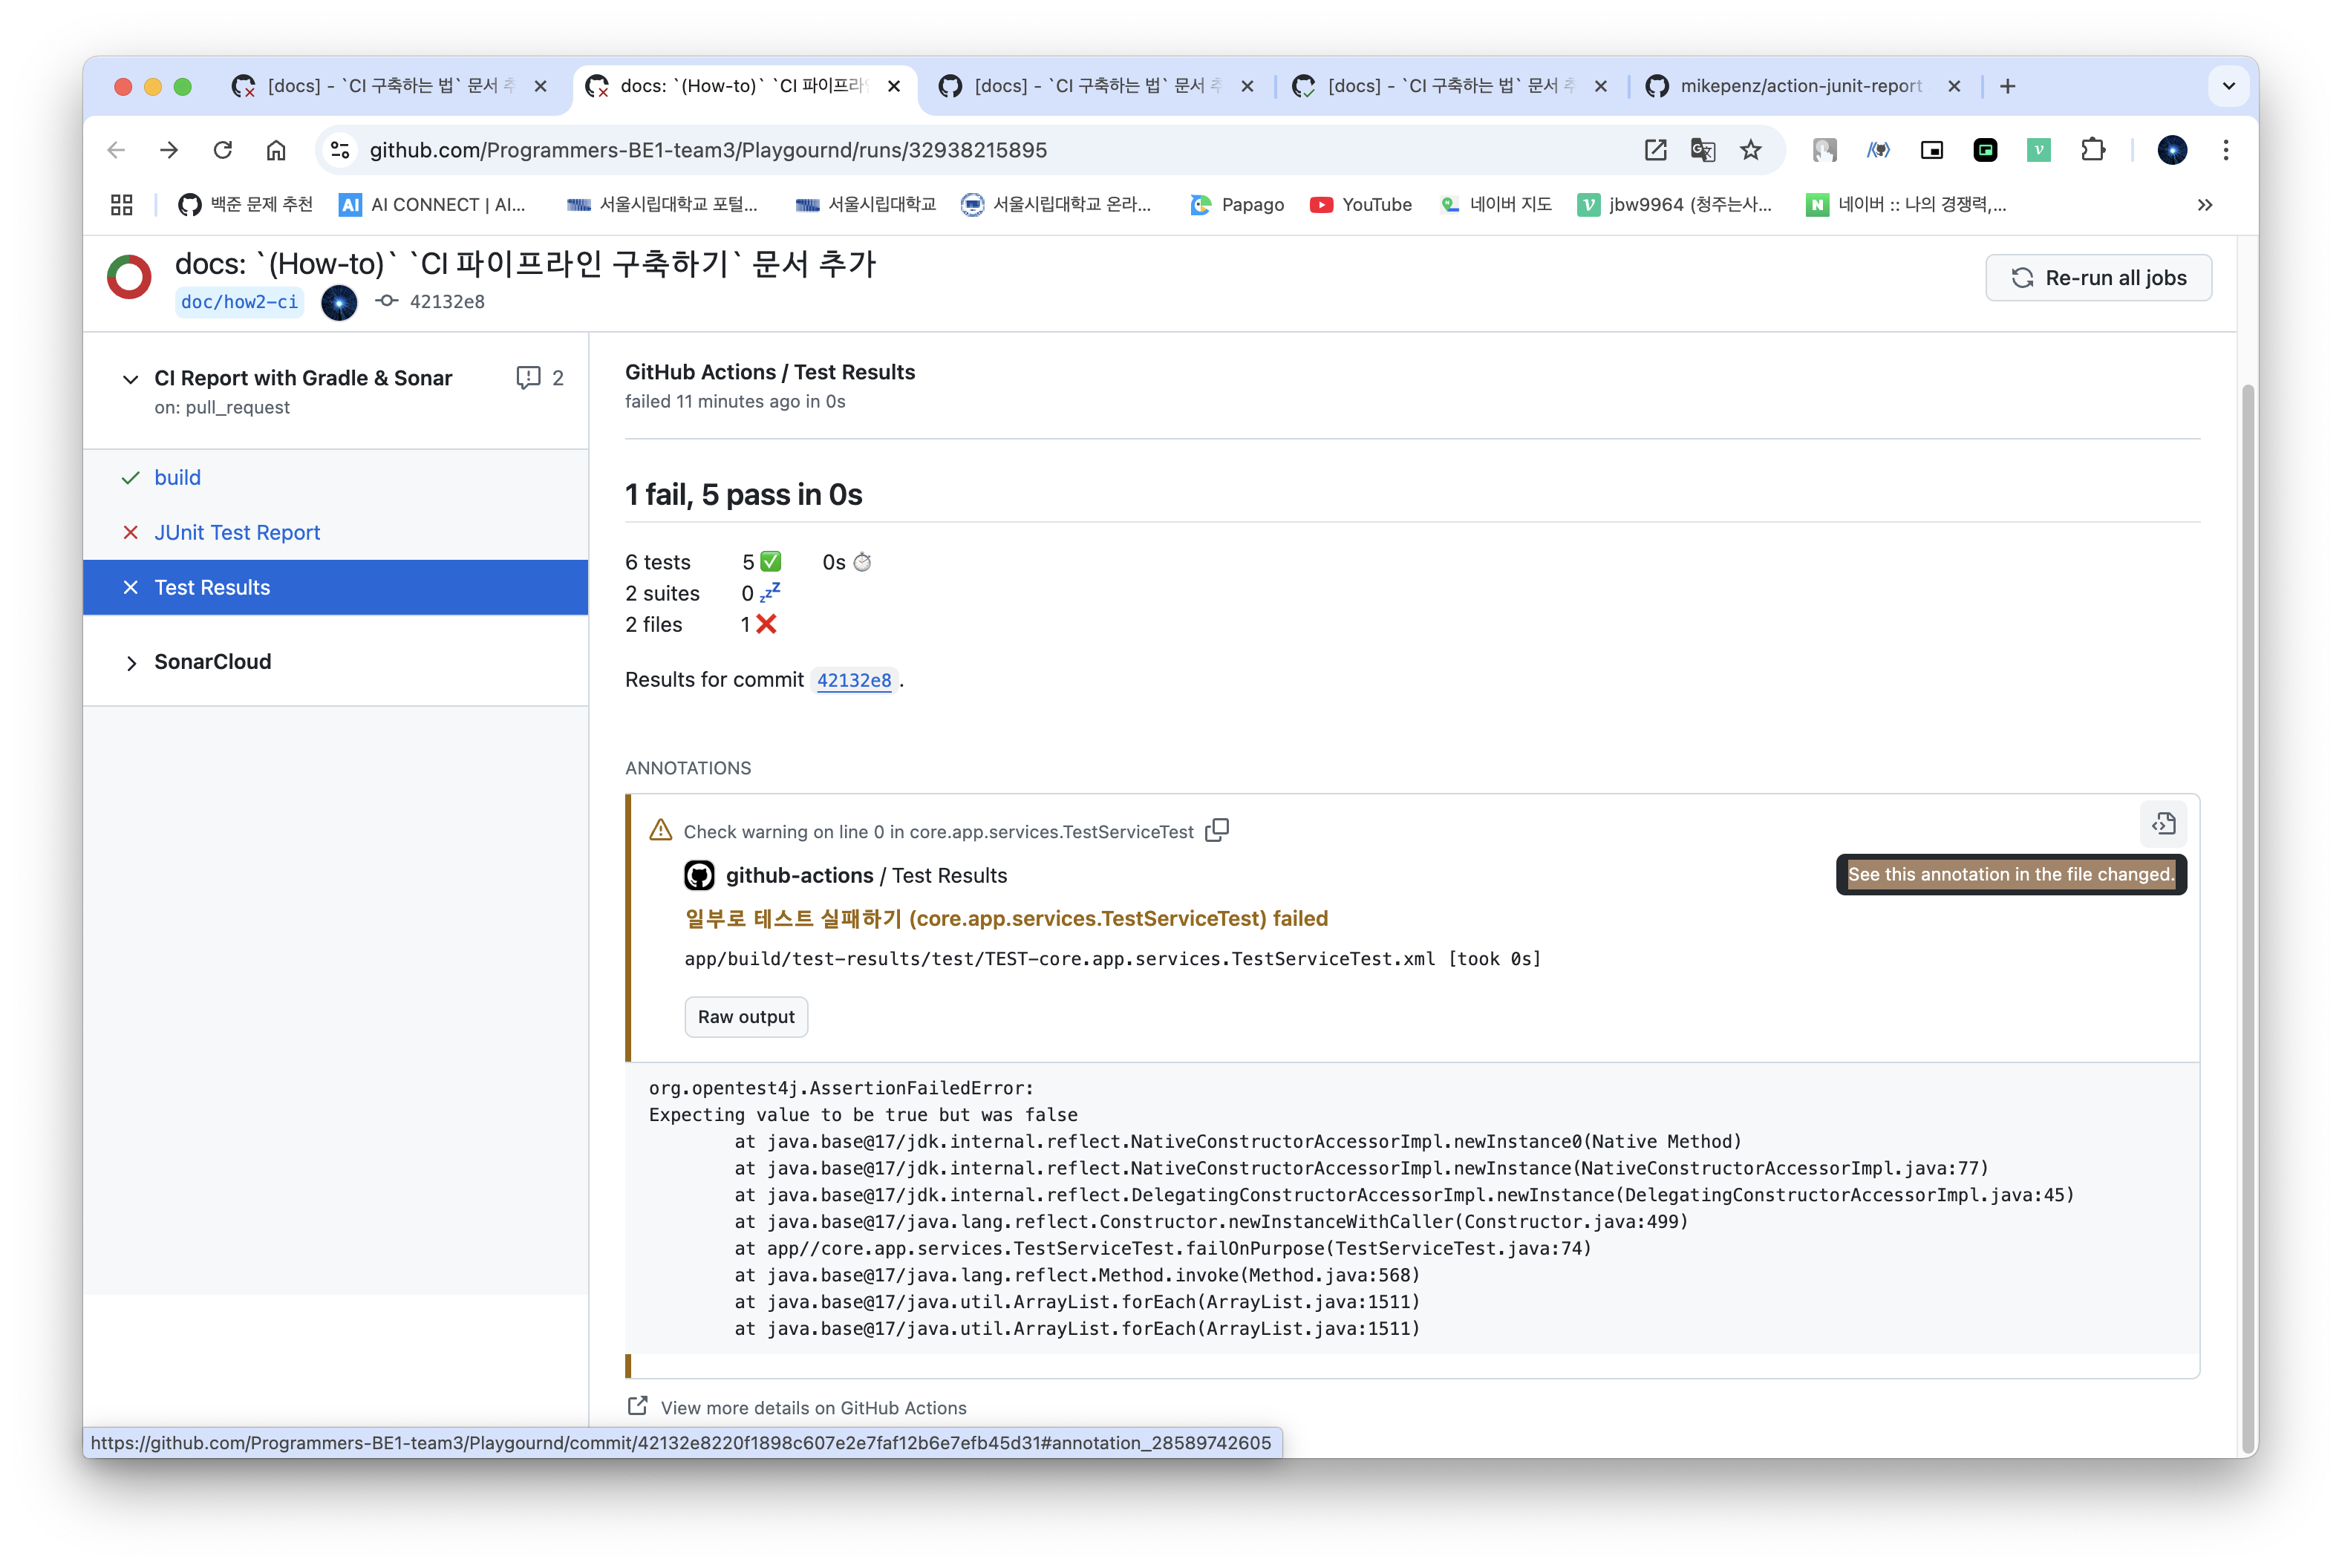 [docs] - `CI 구축하는 법` 문서 추
docs: `(How-to)` `CI 파이프라인
[docs] - `CI 구축하는 법` 문서 추
[docs] - `CI 구축하는 법` 문서 추
mikepenz/action-junit-report
github.com/Programmers-BE1-team3/Playgournd/runs/32938215895
백준 문제 추천
AI CONNECT | AI...
서울시립대학교 포털...
서울시립대학교
서울시립대학교 온라...
Papago
YouTube
네이버 지도
jbw9964 (청주는사...
네이버 :: 나의 경쟁력,...
docs: `(How-to)` `CI 파이프라인 구축하기` 문서 추가
doc/how2-ci 42132e8
Re-run all jobs
CI Report with Gradle & Sonar 2
on: pull_request
build
JUnit Test Report
Test Results
SonarCloud
GitHub Actions / Test Results
failed 11 minutes ago in 0s
1 fail, 5 pass in 0s
6 tests 5 ✅ 0s ⏱
2 suites 0 💤
2 files 1 ❌
Results for commit 42132e8.
ANNOTATIONS
Check warning on line 0 in core.app.services.TestServiceTest
github-actions / Test Results
See this annotation in the file changed.
일부로 테스트 실패하기 (core.app.services.TestServiceTest) failed
app/build/test-results/test/TEST-core.app.services.TestServiceTest.xml [took 0s]
Raw output
org.opentest4j.AssertionFailedError:
Expecting value to be true but was false
at java.base@17/jdk.internal.reflect.NativeConstructorAccessorImpl.newInstance0(Native Method)
at java.base@17/jdk.internal.reflect.NativeConstructorAccessorImpl.newInstance(NativeConstructorAccessorImpl.java:77)
at java.base@17/jdk.internal.reflect.DelegatingConstructorAccessorImpl.newInstance(DelegatingConstructorAccessorImpl.java:45)
at java.base@17/java.lang.reflect.Constructor.newInstanceWithCaller(Constructor.java:499)
at app//core.app.services.TestServiceTest.failOnPurpose(TestServiceTest.java:74)
at java.base@17/java.lang.reflect.Method.invoke(Method.java:568)
at java.base@17/java.util.ArrayList.forEach(ArrayList.java:1511)
at java.base@17/java.util.ArrayList.forEach(ArrayList.java:1511)
View more details on GitHub Actions
https://github.com/Programmers-BE1-team3/Playgournd/commit/42132e8220f1898c607e2e7faf12b6e7efb45d31#annotation_28589742605